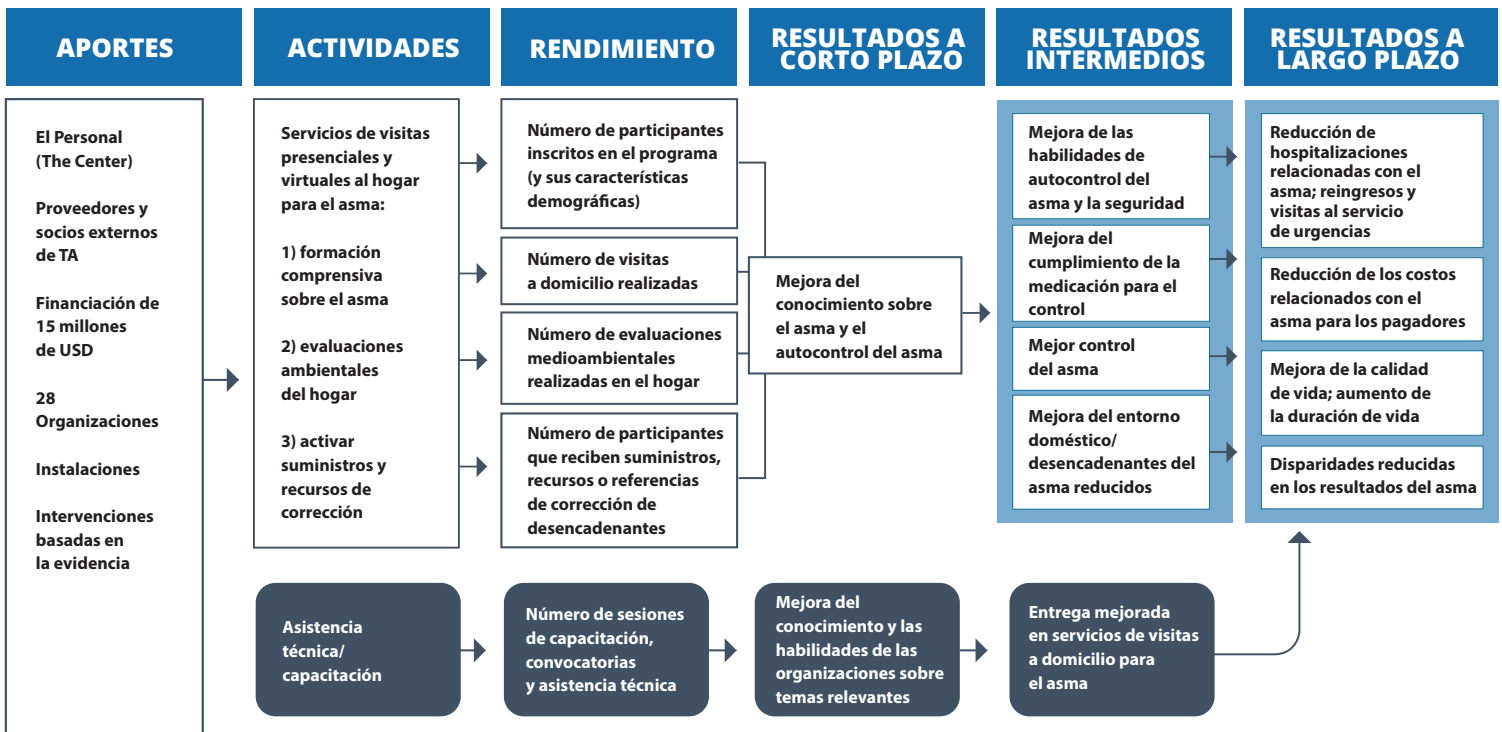 APORTES
ACTIVIDADES
RENDIMIENTO
RESULTADOS A
CORTO PLAZO
RESULTADOS
INTERMEDIOS
RESULTADOS A
LARGO PLAZO
El Personal
(The Center)
Proveedores y
socios externos
de TA
Financiación de
15 millones
de USD
28
Organizaciones
Instalaciones
Intervenciones
basadas en
la evidencia
Servicios de visitas
presenciales y
virtuales al hogar
para el asma:
1) formación
comprensiva
sobre el asma
2) evaluaciones
ambientales
del hogar
3) activar
suministros y
recursos de
corrección
Número de participantes
inscritos en el programa
(y sus características
demográficas)
Número de visitas
a domicilio realizadas
Número de evaluaciones
medioambientales
realizadas en el hogar
Número de participantes
que reciben suministros,
recursos o referencias
de corrección de
desencadenantes
Mejora del
conocimiento sobre
el asma y el
autocontrol del asma
Mejora de las
habilidades de
autocontrol del
asma y la seguridad
Mejora del
cumplimiento de la
medicación para el
control
Mejor control
del asma
Mejora del entorno
doméstico/
desencadenantes del
asma reducidos
Reducción de
hospitalizaciones
relacionadas con el
asma; reingresos y
visitas al servicio
de urgencias
Reducción de los costos
relacionados con el
asma para los pagadores
Mejora de la calidad
de vida; aumento de
la duración de vida
Disparidades reducidas
en los resultados del asma
Asistencia
técnica/
capacitación
Número de sesiones
de capacitación,
convocatorias
y asistencia técnica
Mejora del
conocimiento y las
habilidades de las
organizaciones sobre
temas relevantes
Entrega mejorada
en servicios de visitas
a domicilio para
el asma